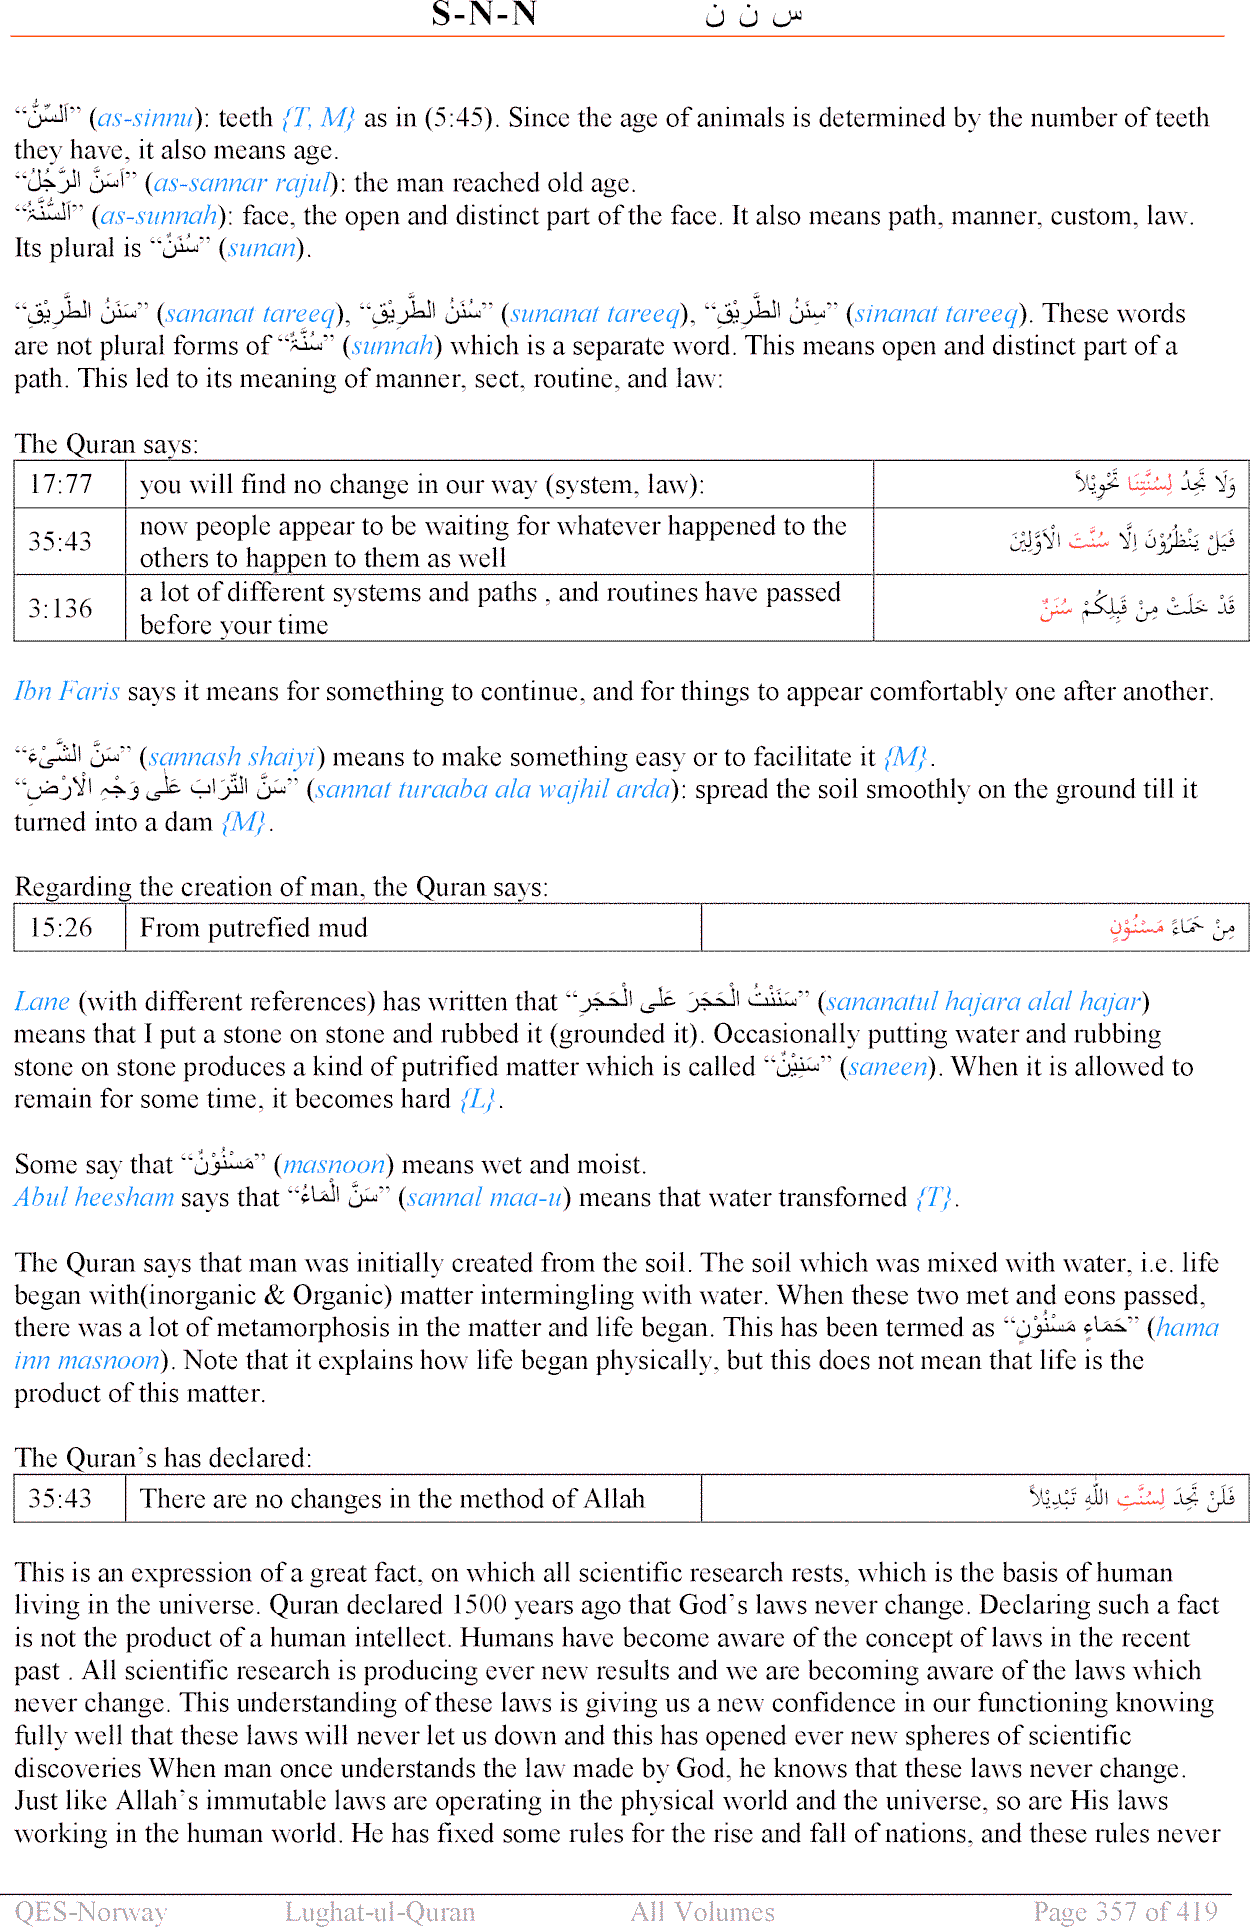 S-N-N س ن ن
“اَلسِّنُّ” (as-sinnu): teeth {T, M} as in (5:45). Since the age of animals is determined by the number of teeth
they have, it also means age.
“اَسَنَّ الرَّجُلُ” (as-sannar rajul): the man reached old age.
“اَلسُّنَّۃُ” (as-sunnah): face, the open and distinct part of the face. It also means path, manner, custom, law.
Its plural is “سُنَنٌ” (sunan).
“سَنَنُ الطَّرِيْقِ” (sananat tareeq), “سُنَنُ الطَّرِيْقِ” (sunanat tareeq), “سِنَنُ الطَّرِيْقِ” (sinanat tareeq). These words
are not plural forms of “سُنَّۃٌ” (sunnah) which is a separate word. This means open and distinct part of a
path. This led to its meaning of manner, sect, routine, and law:
The Quran says:
17:77 you will find no change in our way (system, law): وَلَا تَجِدُ لِسُنَّتِنَا تَحْوِيْلاً
35:43 now people appear to be waiting for whatever happened to the
others to happen to them as well فَہَلْ يَنْظُرُوْنَ اِلَّا سُنَّتَ الْاَوَّلِيْنَ
3:136 a lot of different systems and paths , and routines have passed
before your time قَدْ خَلَتْ مِنْ قَبلِكُمْ سُنَنٌ
Ibn Faris says it means for something to continue, and for things to appear comfortably one after another.
“سَنَّ الشَّیْءَ” (sannash shaiyi) means to make something easy or to facilitate it {M}.
“سَنَّ التُّرَابَ عَلٰی وَجْہِ الْاَرْضِ” (sannat turaaba ala wajhil arda): spread the soil smoothly on the ground till it
turned into a dam {M}.
Regarding the creation of man, the Quran says:
15:26 From putrefied mud مِنْ حَمَاءً مَسْنُوْنٍ
Lane (with different references) has written that “سَنَنْتُ الْحَجَرَ عَلَی الْحَجَرِ” (sananatul hajara alal hajar)
means that I put a stone on stone and rubbed it (grounded it). Occasionally putting water and rubbing
stone on stone produces a kind of putrified matter which is called “سَنِيْنٌ” (saneen). When it is allowed to
remain for some time, it becomes hard {L}.
Some say that “مَسْنُوْنٌ” (masnoon) means wet and moist.
Abul heesham says that “سَنَّ الْمَاءُ” (sannal maa-u) means that water transforned {T}.
The Quran says that man was initially created from the soil. The soil which was mixed with water, i.e. life
began with(inorganic & Organic) matter intermingling with water. When these two met and eons passed,
there was a lot of metamorphosis in the matter and life began. This has been termed as “حَمَاءٍ مَسْنُوْنٍ” (hama
inn masnoon). Note that it explains how life began physically, but this does not mean that life is the
product of this matter.
The Quran’s has declared:
35:43 There are no changes in the method of Allah فَلَنْ تَجِدَ لِسُنَّتِ اللّٰهِ تَبْدِيْلاً
This is an expression of a great fact, on which all scientific research rests, which is the basis of human
living in the universe. Quran declared 1500 years ago that God’s laws never change. Declaring such a fact
is not the product of a human intellect. Humans have become aware of the concept of laws in the recent
past . All scientific research is producing ever new results and we are becoming aware of the laws which
never change. This understanding of these laws is giving us a new confidence in our functioning knowing
fully well that these laws will never let us down and this has opened ever new spheres of scientific
discoveries When man once understands the law made by God, he knows that these laws never change.
Just like Allah’s immutable laws are operating in the physical world and the universe, so are His laws
working in the human world. He has fixed some rules for the rise and fall of nations, and these rules never
QES-Norway Lughat-ul-Quran All Volumes Page 357 of 419